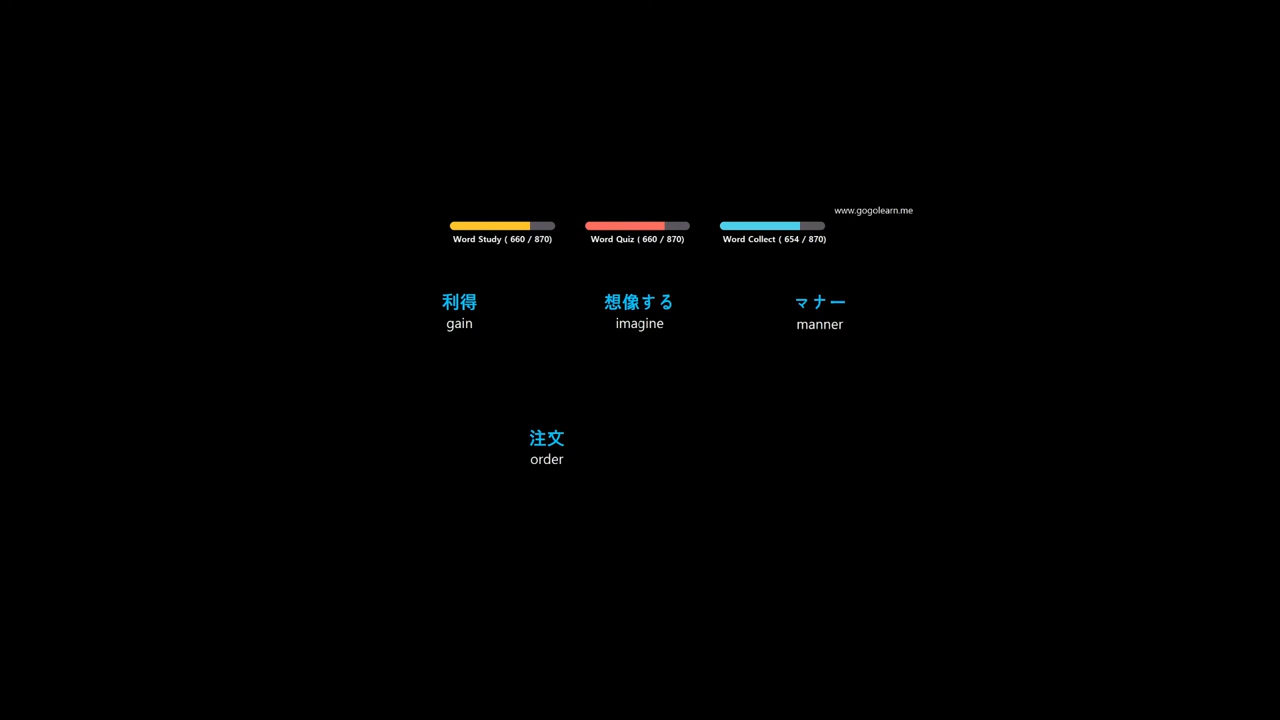 www.gogolearn.me
Word Study ( 660 / 870)
Word Quiz ( 660 / 870)
Word Collect ( 654 / 870)
利得
gain
想像する
imagine
マナー
manner
注文
order